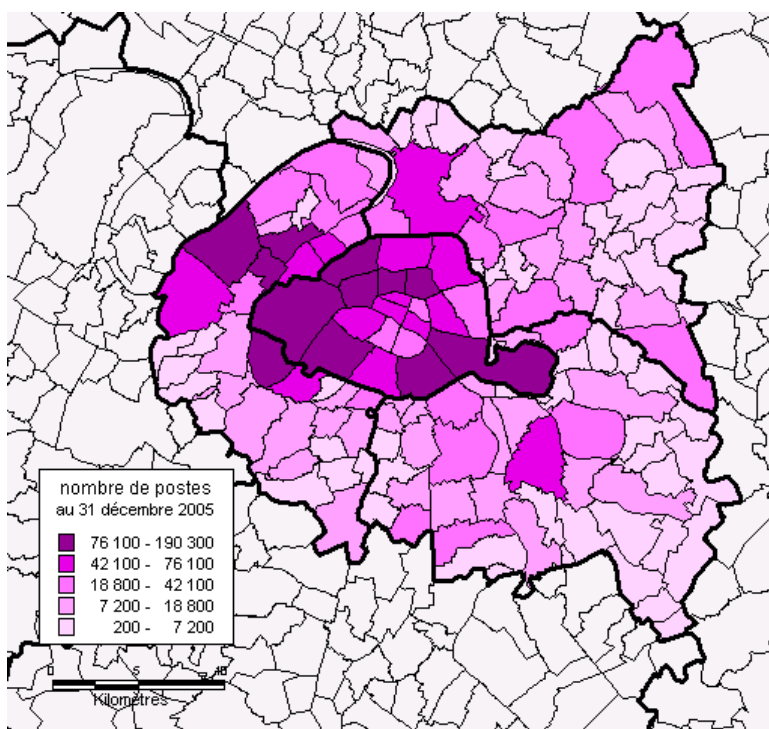 nombre de postes
au 31 décembre 2005
76 100 - 190 300
42 100 - 76 100
18 800 - 42 100
7 200 - 18 800
200 - 7 200
0 5 10
Kilomètres